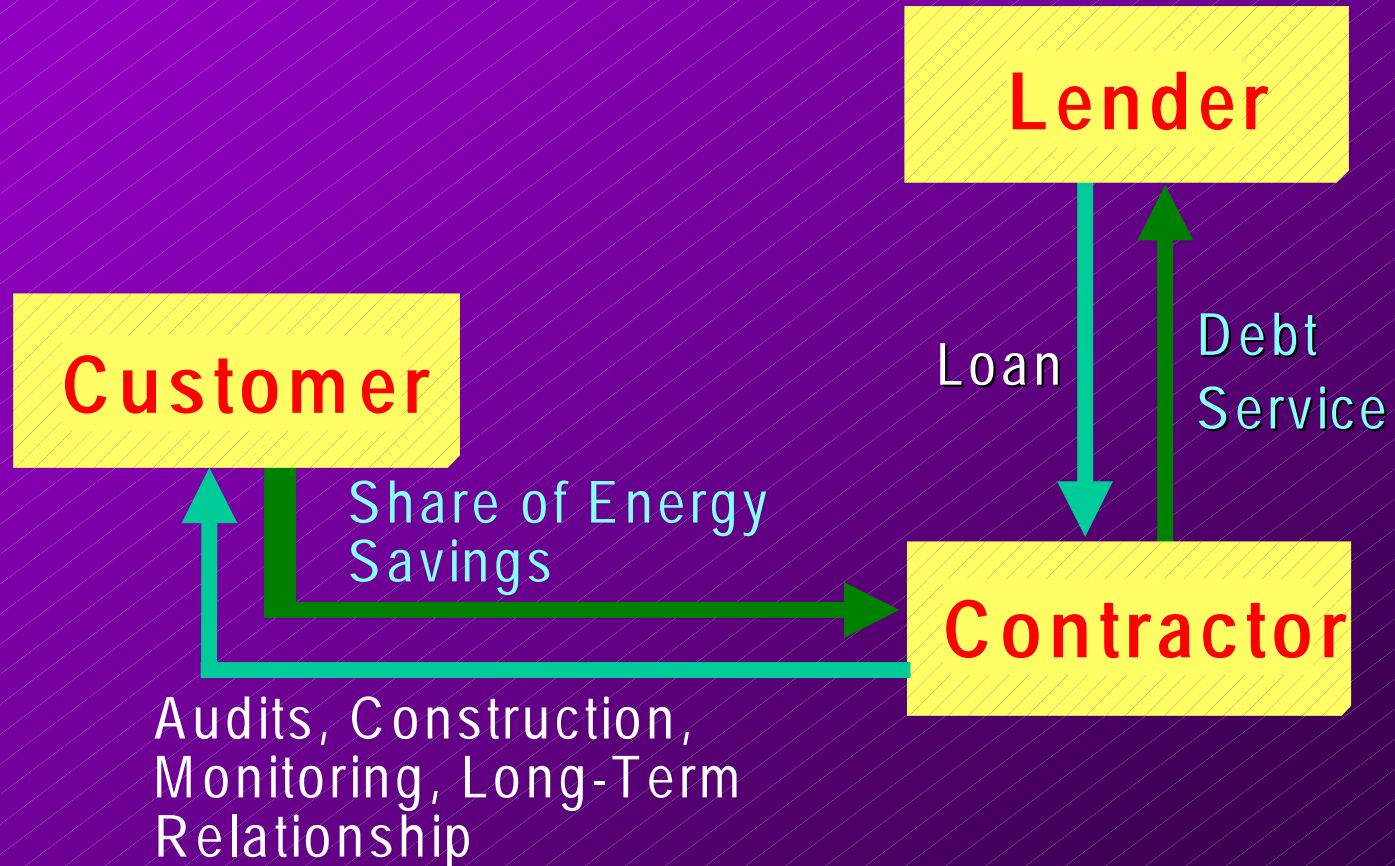 Lender
Loan
Debt
Service
Customer
Share of Energy
Savings
Contractor
Audits, Construction,
Monitoring, Long-Term
Relationship